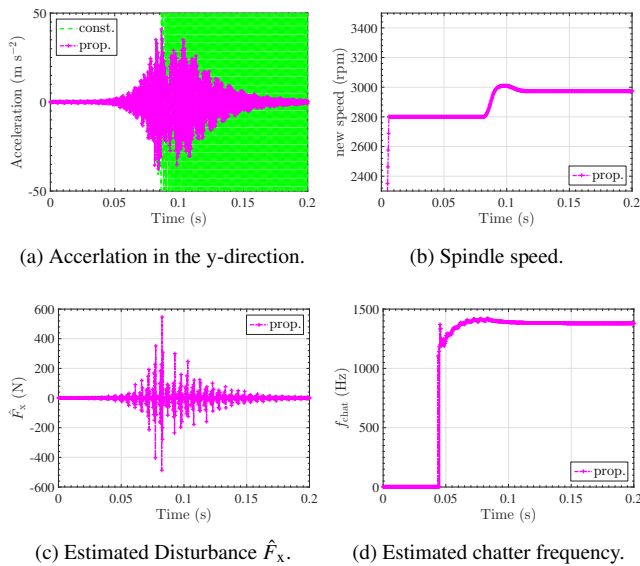 50
const.
prop.
Acceleration (m s⁻²)
0
-50
0 0.05 0.1 0.15 0.2
Time (s)
(a) Accerlation in the y-direction.
3400
3200
3000
2800
2600
2400
new speed (rpm)
prop.
0 0.05 0.1 0.15 0.2
Time (s)
(b) Spindle speed.
600
400
200
0
-200
-400
-600
F̂x (N)
prop.
0 0.05 0.1 0.15 0.2
Time (s)
(c) Estimated Disturbance F̂x.
1500
1000
500
0
fchat (Hz)
prop.
0 0.05 0.1 0.15 0.2
Time (s)
(d) Estimated chatter frequency.